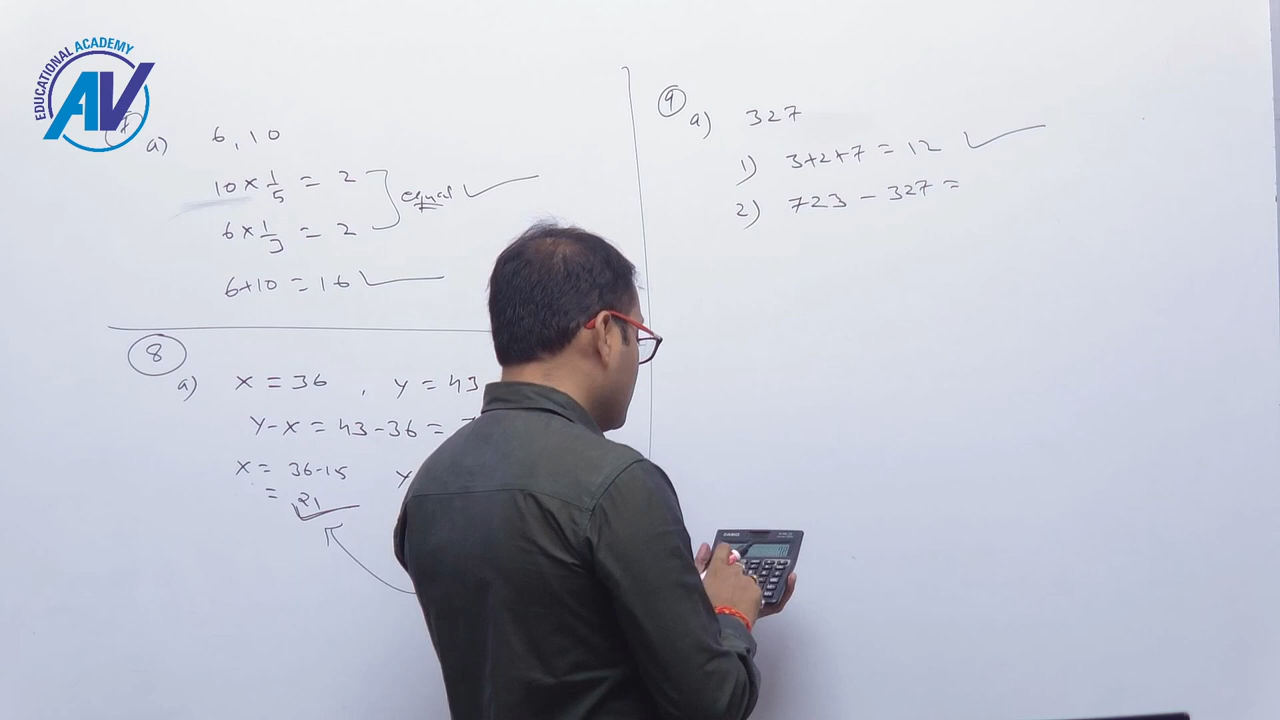 EDUCATIONAL ACADEMY
AV
a) 6, 10
10 × 1/5 = 2
6 × 1/3 = 2
equal
6+10 = 16
8
a) X = 36 , Y = 43
Y-X = 43-36 =
X = 36-15 Y
= 21
9
a) 327
1) 3+2+7 = 12
2) 723 - 327 =
CASIO